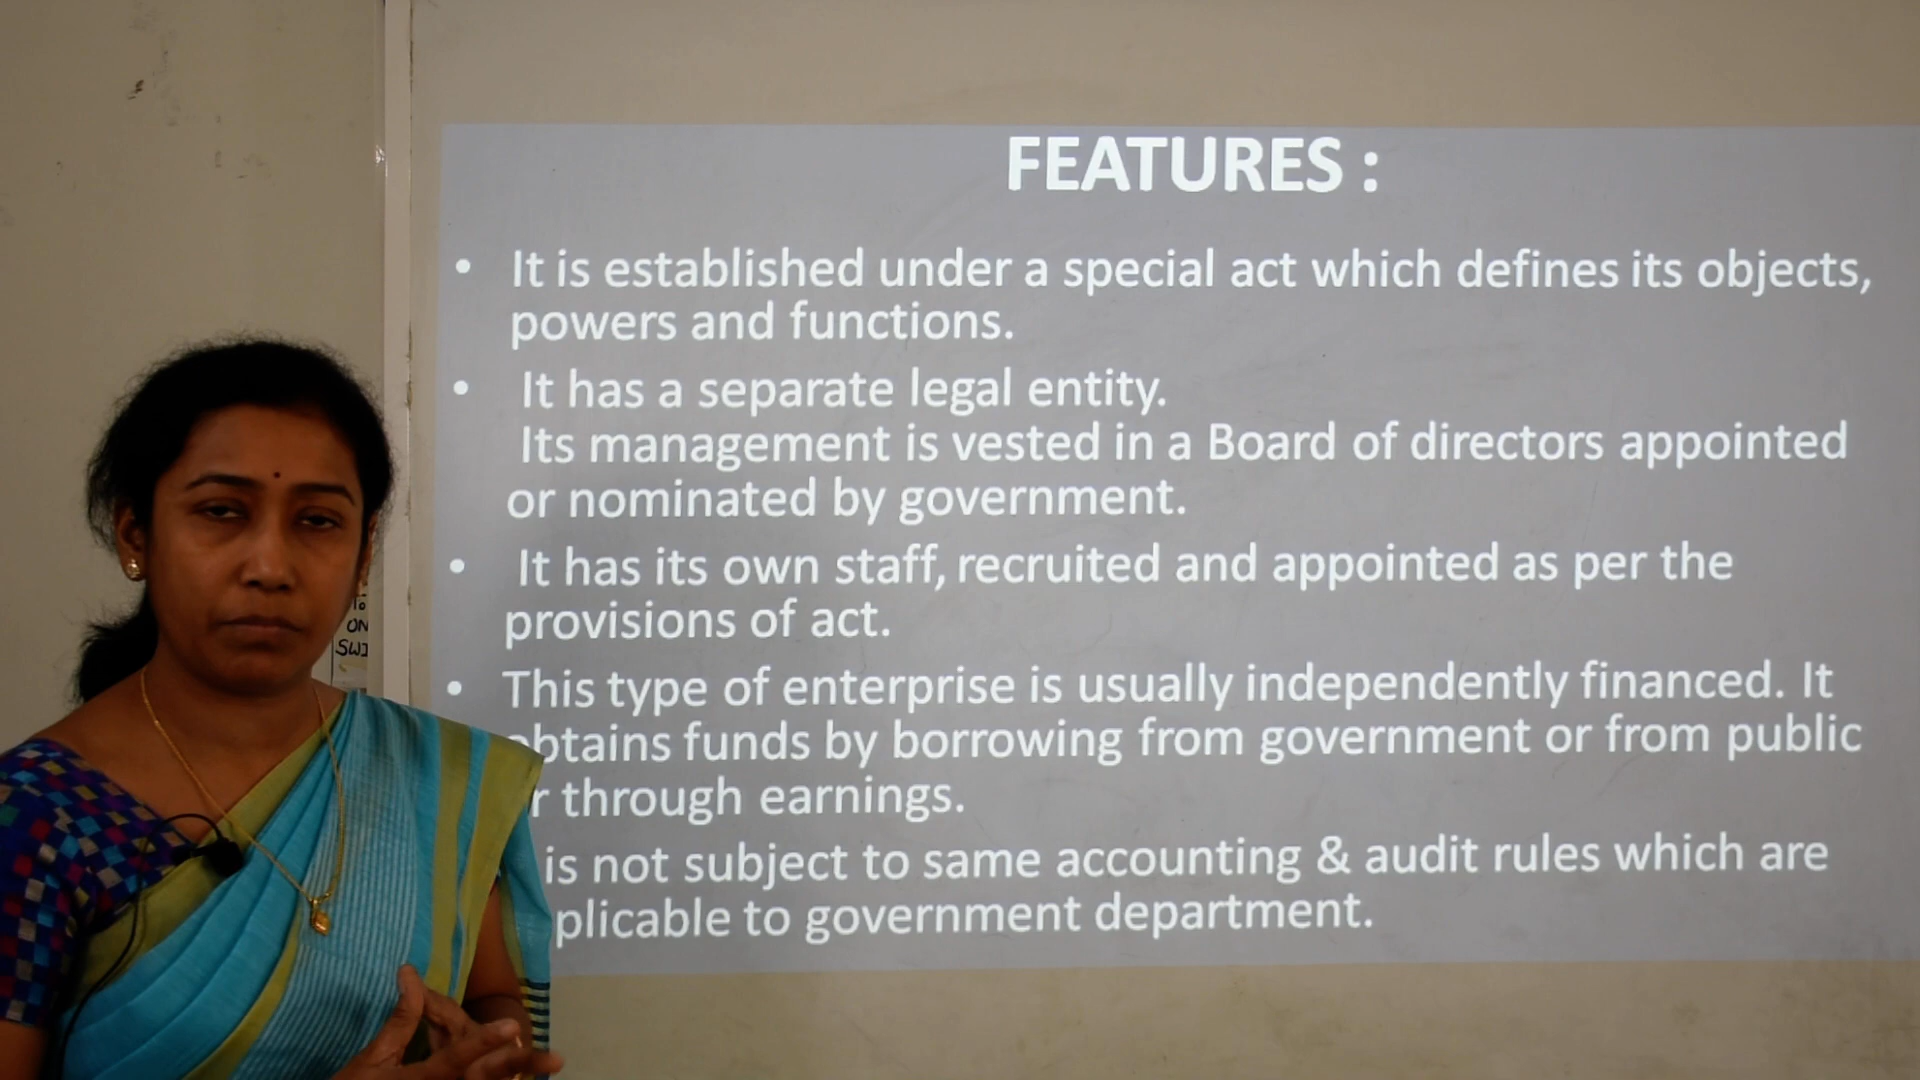 FEATURES :
• It is established under a special act which defines its objects,
powers and functions.
• It has a separate legal entity.
Its management is vested in a Board of directors appointed
or nominated by government.
• It has its own staff, recruited and appointed as per the
provisions of act.
• This type of enterprise is usually independently financed. It
obtains funds by borrowing from government or from public
r through earnings.
is not subject to same accounting & audit rules which are
plicable to government department.
ON